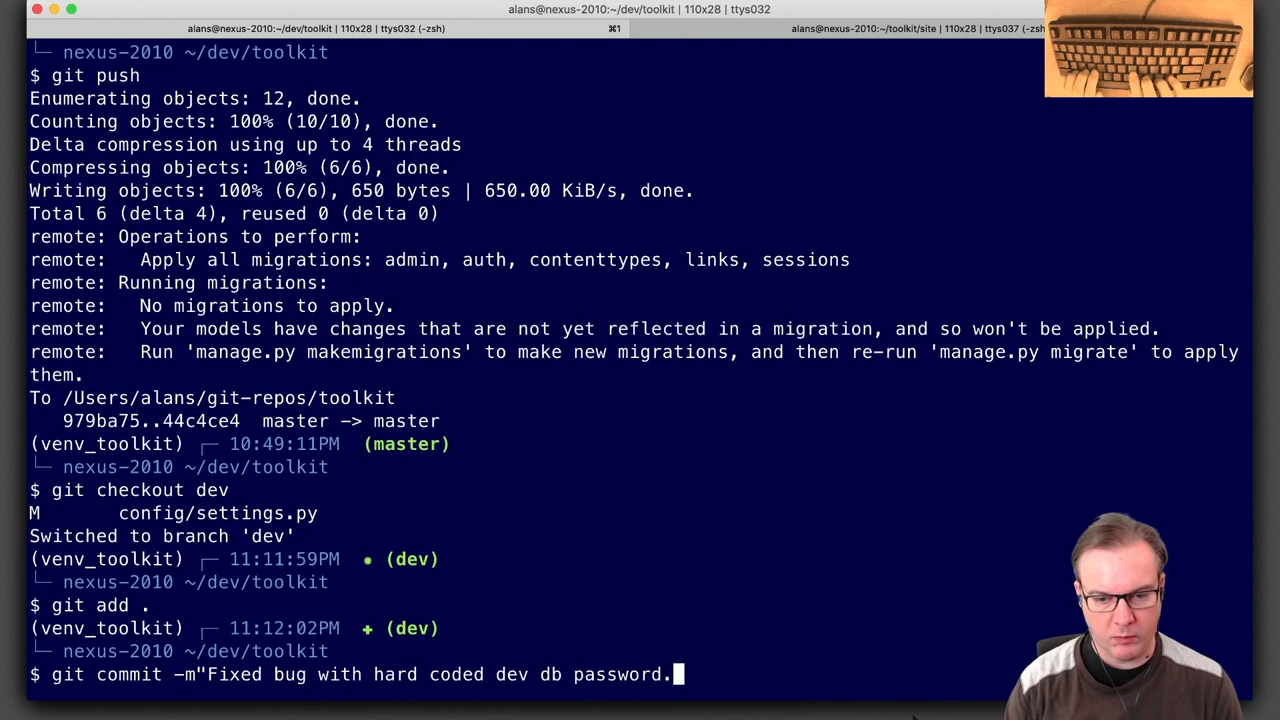 alans@nexus-2010:~/dev/toolkit | 110x28 | ttys032
alans@nexus-2010:~/dev/toolkit | 110x28 | ttys032 (-zsh)
⌘1
alans@nexus-2010:~/toolkit/site | 110x28 | ttys037 (-zsh
└─ nexus-2010 ~/dev/toolkit
$ git push
Enumerating objects: 12, done.
Counting objects: 100% (10/10), done.
Delta compression using up to 4 threads
Compressing objects: 100% (6/6), done.
Writing objects: 100% (6/6), 650 bytes | 650.00 KiB/s, done.
Total 6 (delta 4), reused 0 (delta 0)
remote: Operations to perform:
remote:   Apply all migrations: admin, auth, contenttypes, links, sessions
remote: Running migrations:
remote:   No migrations to apply.
remote:   Your models have changes that are not yet reflected in a migration, and so won't be applied.
remote:   Run 'manage.py makemigrations' to make new migrations, and then re-run 'manage.py migrate' to apply
them.
To /Users/alans/git-repos/toolkit
   979ba75..44c4ce4  master -> master
(venv_toolkit) ┌─ 10:49:11PM  (master)
└─ nexus-2010 ~/dev/toolkit
$ git checkout dev
M       config/settings.py
Switched to branch 'dev'
(venv_toolkit) ┌─ 11:11:59PM  • (dev)
└─ nexus-2010 ~/dev/toolkit
$ git add .
(venv_toolkit) ┌─ 11:12:02PM  + (dev)
└─ nexus-2010 ~/dev/toolkit
$ git commit -m"Fixed bug with hard coded dev db password.